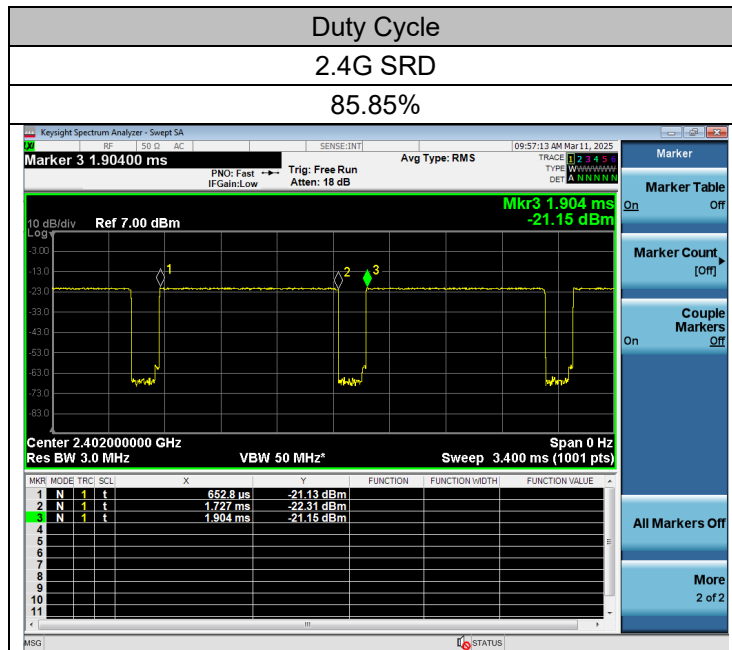 Duty Cycle
2.4G SRD
85.85%
Keysight Spectrum Analyzer - Swept SA
RF 50 Ω AC SENSE:INT 09:57:13 AM Mar 11, 2025
Marker 3 1.90400 ms
PNO: Fast
IFGain:Low
Trig: Free Run
Atten: 18 dB
Avg Type: RMS
TRACE 1 2 3 4 5 6
TYPE WWWWWWW
DET A N N N N N
Mkr3 1.904 ms
-21.15 dBm
10 dB/div Ref 7.00 dBm
Log
-3.00
-13.0
-23.0
-33.0
-43.0
-53.0
-63.0
-73.0
-83.0
1
2
3
Center 2.402000000 GHz Span 0 Hz
Res BW 3.0 MHz VBW 50 MHz* Sweep 3.400 ms (1001 pts)
MKR MODE TRC SCL X Y FUNCTION FUNCTION WIDTH FUNCTION VALUE
1 N 1 t 652.8 µs -21.13 dBm
2 N 1 t 1.727 ms -22.31 dBm
3 N 1 t 1.904 ms -21.15 dBm
4
5
6
7
8
9
10
11
MSG STATUS
Marker
Marker Table
On Off
Marker Count
[Off]
Couple
Markers
On Off
All Markers Off
More
2 of 2